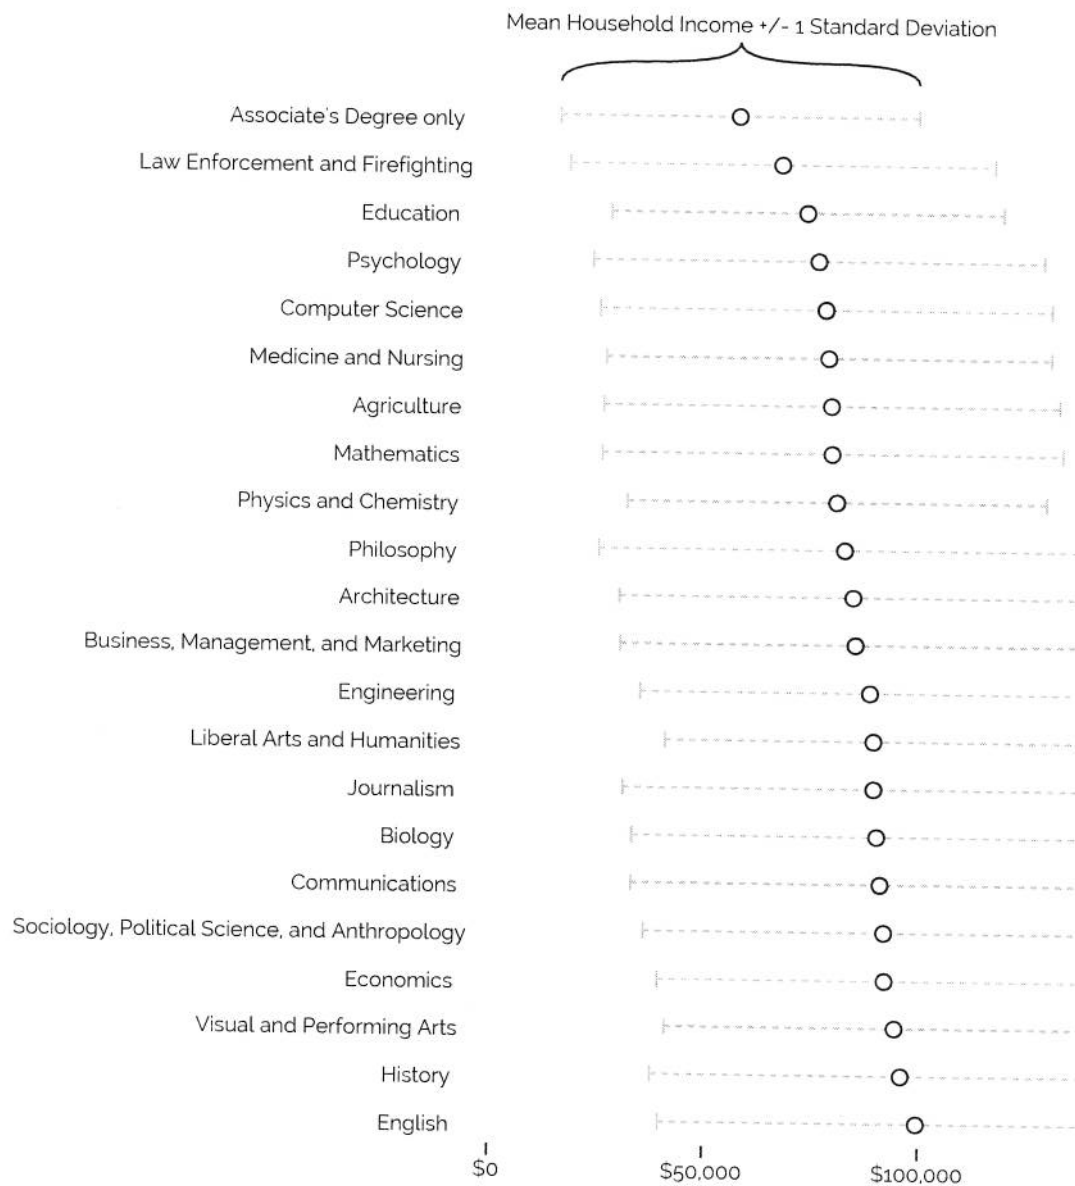 Mean Household Income +/- 1 Standard Deviation
Associate's Degree only
Law Enforcement and Firefighting
Education
Psychology
Computer Science
Medicine and Nursing
Agriculture
Mathematics
Physics and Chemistry
Philosophy
Architecture
Business, Management, and Marketing
Engineering
Liberal Arts and Humanities
Journalism
Biology
Communications
Sociology, Political Science, and Anthropology
Economics
Visual and Performing Arts
History
English
$0
$50,000
$100,000